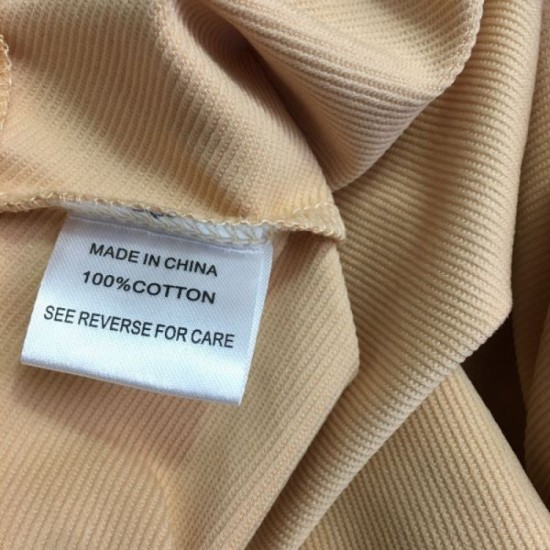 MADE IN CHINA
100%COTTON
SEE REVERSE FOR CARE